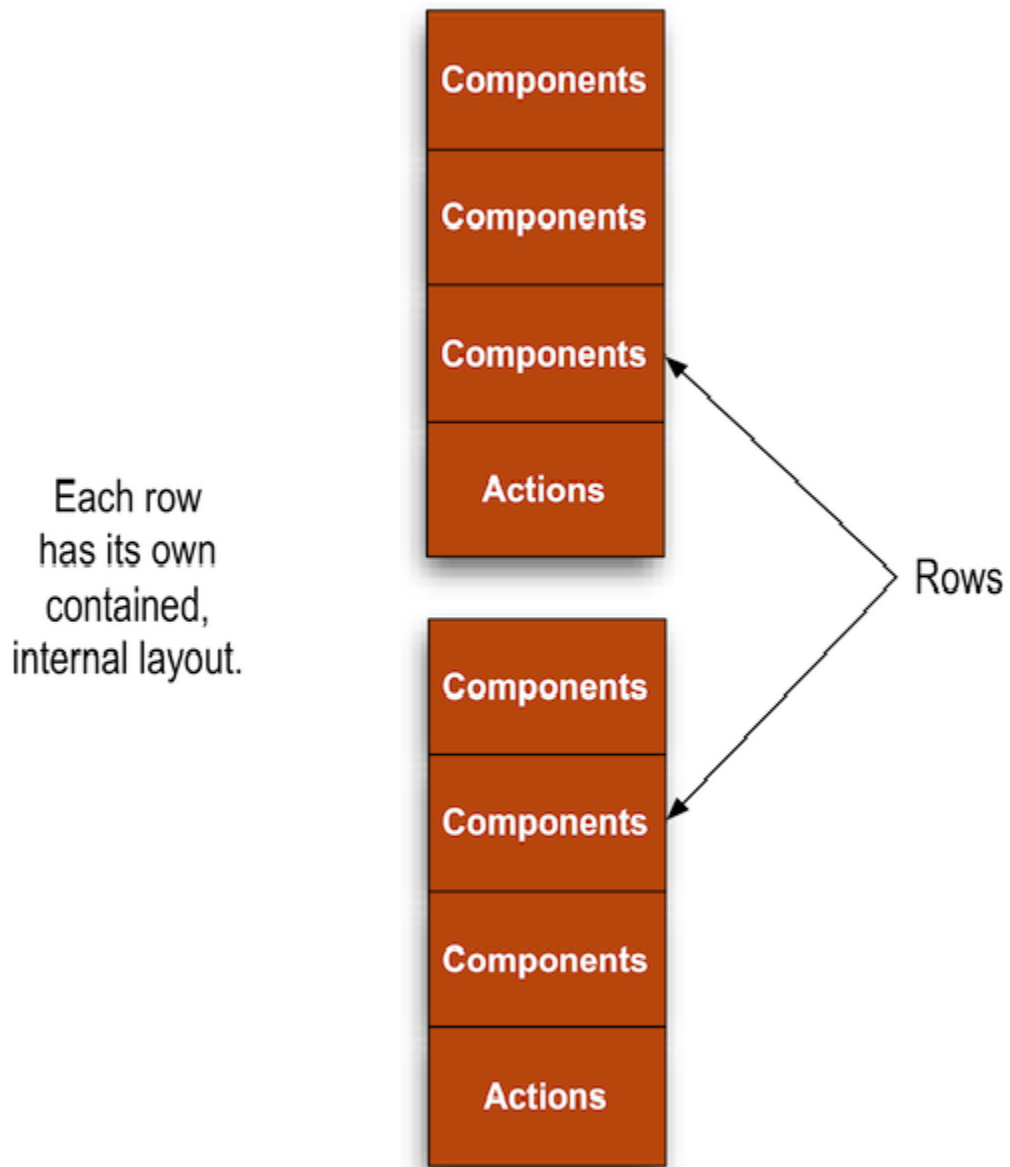 Components
Components
Components
Actions
Each row
has its own
contained,
internal layout.
Rows
Components
Components
Components
Actions